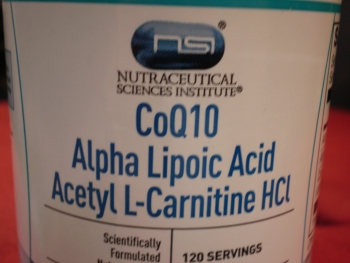 nsi®
NUTRACEUTICAL
SCIENCES INSTITUTE®
CoQ10
Alpha Lipoic Acid
Acetyl L-Carnitine HCl
Scientifically
Formulated
120 SERVINGS